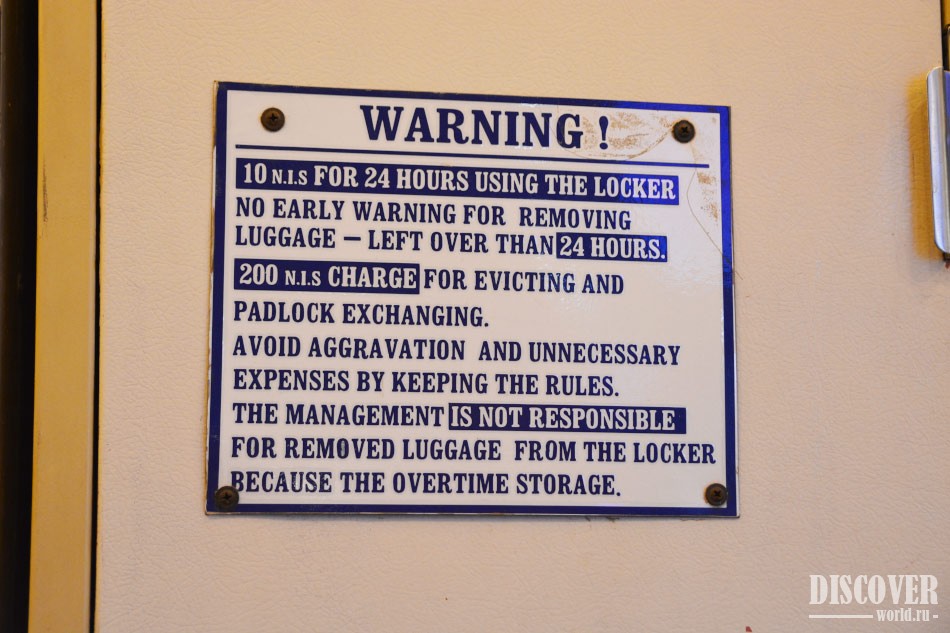 WARNING!
10 N.I.S FOR 24 HOURS USING THE LOCKER
NO EARLY WARNING FOR REMOVING
LUGGAGE – LEFT OVER THAN 24 HOURS.
200 N.I.S CHARGE FOR EVICTING AND
PADLOCK EXCHANGING.
AVOID AGGRAVATION AND UNNECESSARY
EXPENSES BY KEEPING THE RULES.
THE MANAGEMENT IS NOT RESPONSIBLE
FOR REMOVED LUGGAGE FROM THE LOCKER
BECAUSE THE OVERTIME STORAGE.
DISCOVER
world.ru